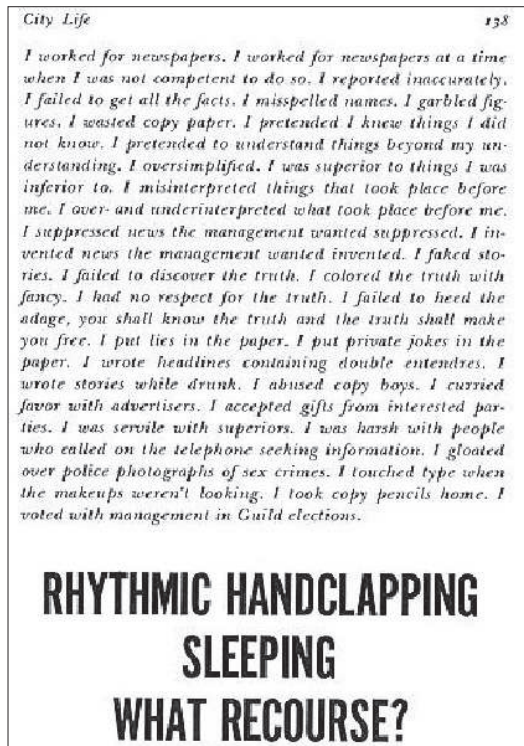 City Life 138
I worked for newspapers. I worked for newspapers at a time
when I was not competent to do so. I reported inaccurately.
I failed to get all the facts. I misspelled names. I garbled fig-
ures. I wasted copy paper. I pretended I knew things I did
not know. I pretended to understand things beyond my un-
derstanding. I oversimplified. I was superior to things I was
inferior to. I misinterpreted things that took place before
me. I over- and underinterpreted what took place before me.
I suppressed news the management wanted suppressed. I in-
vented news the management wanted invented. I faked sto-
ries. I failed to discover the truth. I colored the truth with
fancy. I had no respect for the truth. I failed to heed the
adage, you shall know the truth and the truth shall make
you free. I put lies in the paper. I put private jokes in the
paper. I wrote headlines containing double entendres. I
wrote stories while drunk. I abused copy boys. I curried
favor with advertisers. I accepted gifts from interested par-
ties. I was servile with superiors. I was harsh with people
who called on the telephone seeking information. I gloated
over police photographs of sex crimes. I touched type when
the makeups weren't looking. I took copy pencils home. I
voted with management in Guild elections.
RHYTHMIC HANDCLAPPING
SLEEPING
WHAT RECOURSE?